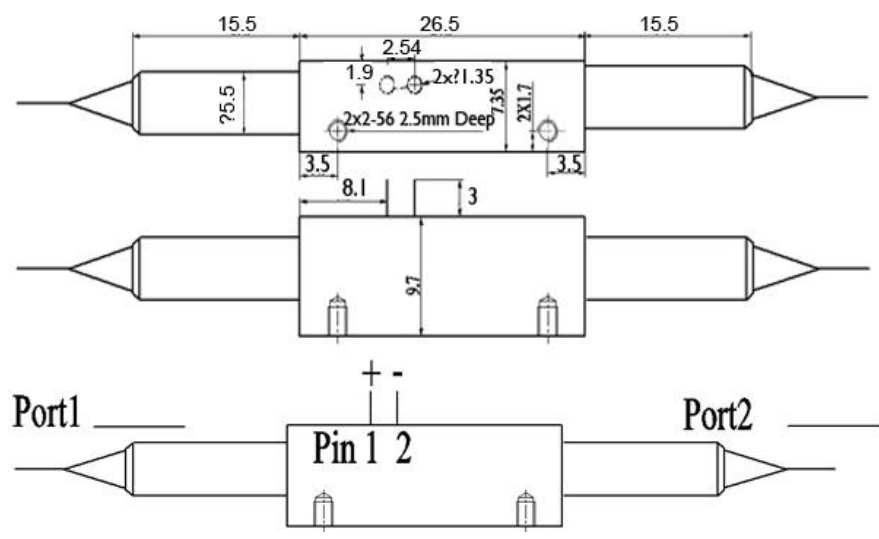 15.5 26.5 15.5
2.54
1.9
2x?1.35
?5.5
7.35
2X1.7
2x2-56 2.5mm Deep
3.5 3.5
8.1 3
9.7
+ -
Port1 Port2
Pin 1 2